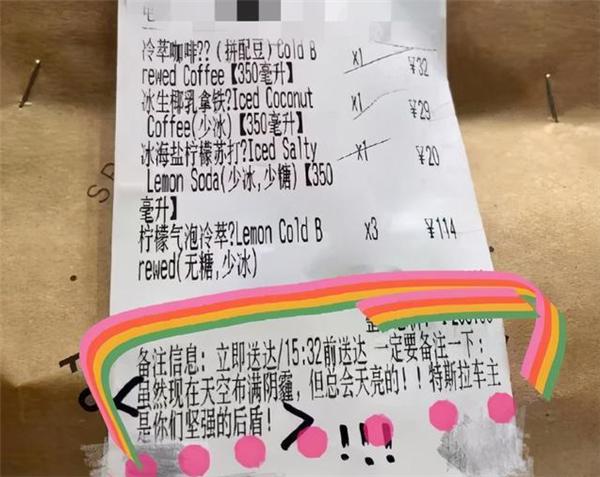 冷萃咖啡??(拼配豆)Cold B x1 ¥32
rewed Coffee【350毫升】
冰生椰乳拿铁?Iced Coconut x1 ¥29
Coffee(少冰)【350毫升】
冰海盐柠檬苏打?Iced Salty x1 ¥20
Lemon Soda(少冰,少糖)【350
毫升】
柠檬气泡冷萃?Lemon Cold B x3 ¥114
rewed(无糖,少冰)
备注信息: 立即送达/15:32前送达 一定要备注一下:
虽然现在天空布满阴霾, 但总会天亮的!! 特斯拉车主
是你们坚强的后盾!
!!!